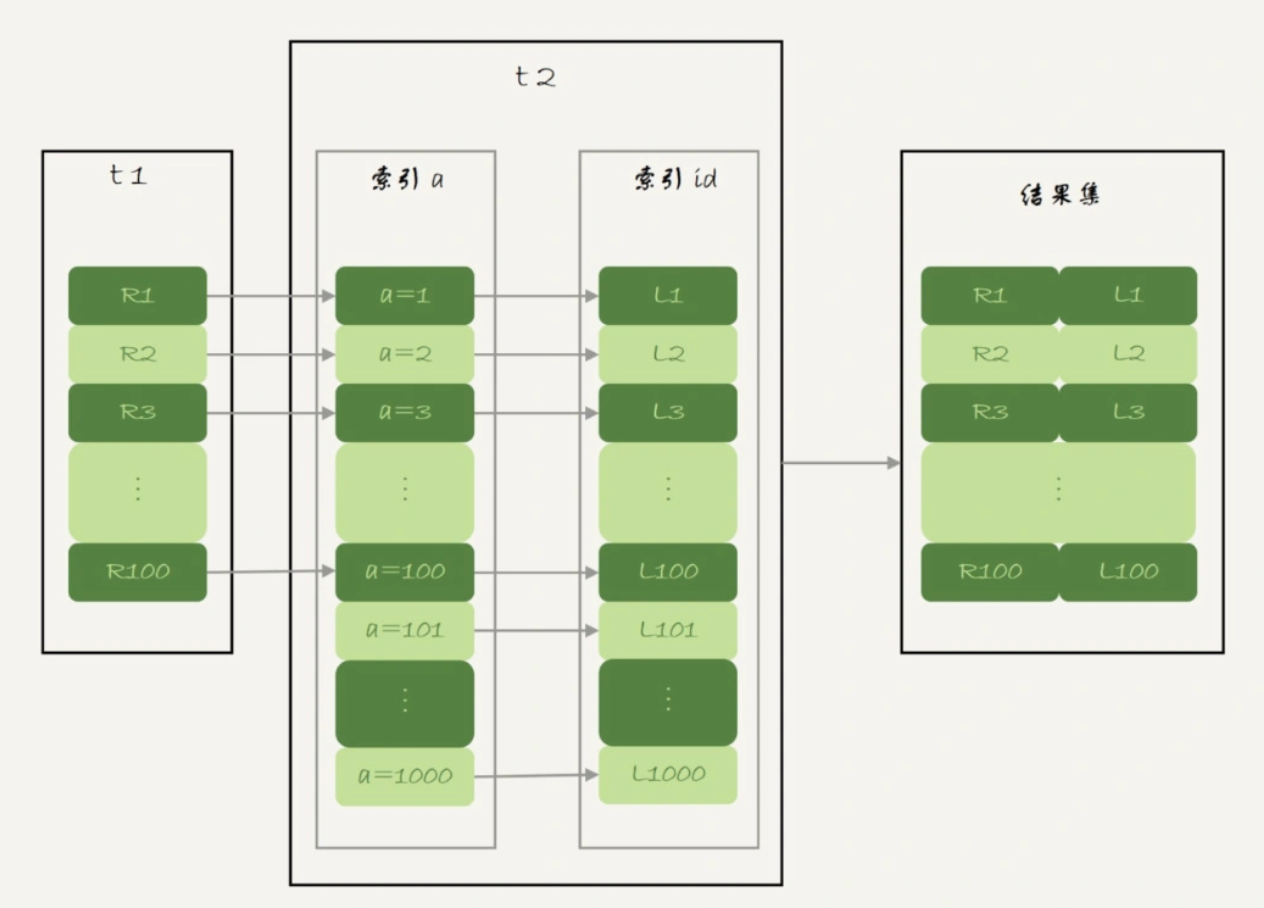 t2
t1
索引 a
索引 id
结果集
R1
a=1
L1
R1
L1
R2
a=2
L2
R2
L2
R3
a=3
L3
R3
L3
⋮
⋮
⋮
⋮
R100
a=100
L100
R100
L100
a=101
L101
⋮
⋮
a=1000
L1000